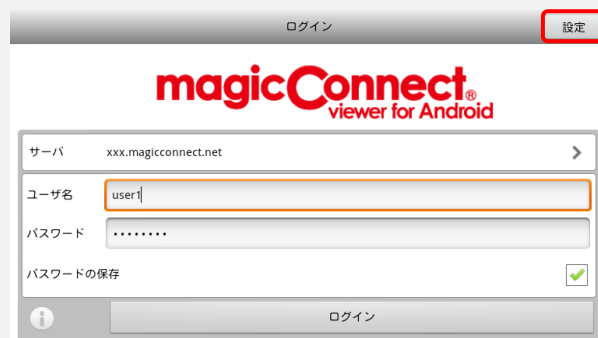 ログイン
設定
magicConnect®
viewer for Android
サーバ xxx.magicconnect.net
ユーザ名 user1
パスワード ••••••••
パスワードの保存
ログイン